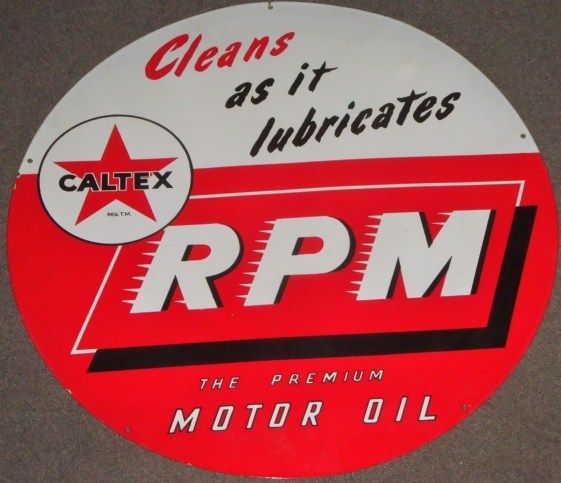 Cleans
as it
lubricates
CALTEX
REG. T.M.
RPM
THE PREMIUM
MOTOR OIL